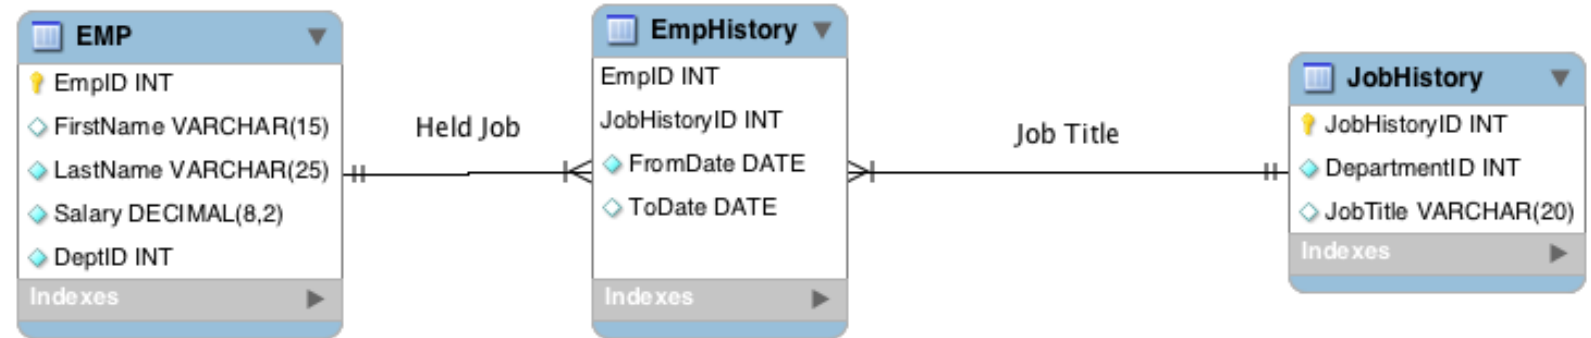 EMP
EmpID INT
FirstName VARCHAR(15)
LastName VARCHAR(25)
Salary DECIMAL(8,2)
DeptID INT
Indexes
Held Job
EmpHistory
EmpID INT
JobHistoryID INT
FromDate DATE
ToDate DATE
Indexes
Job Title
JobHistory
JobHistoryID INT
DepartmentID INT
JobTitle VARCHAR(20)
Indexes